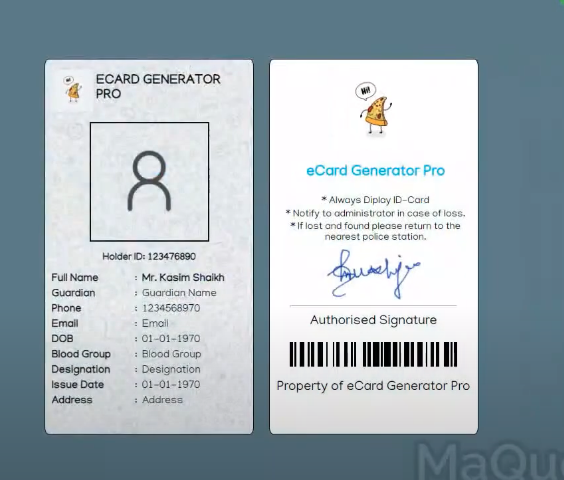 Hi!
ECARD GENERATOR
PRO
Holder ID: 123476890
Full Name : Mr. Kasim Shaikh
Guardian : Guardian Name
Phone : 1234568970
Email : Email
DOB : 01-01-1970
Blood Group : Blood Group
Designation : Designation
Issue Date : 01-01-1970
Address : Address
Hi!
eCard Generator Pro
* Always Diplay ID-Card
* Notify to administrator in case of loss.
* If lost and found please return to the
nearest police station.
Authorised Signature
Property of eCard Generator Pro